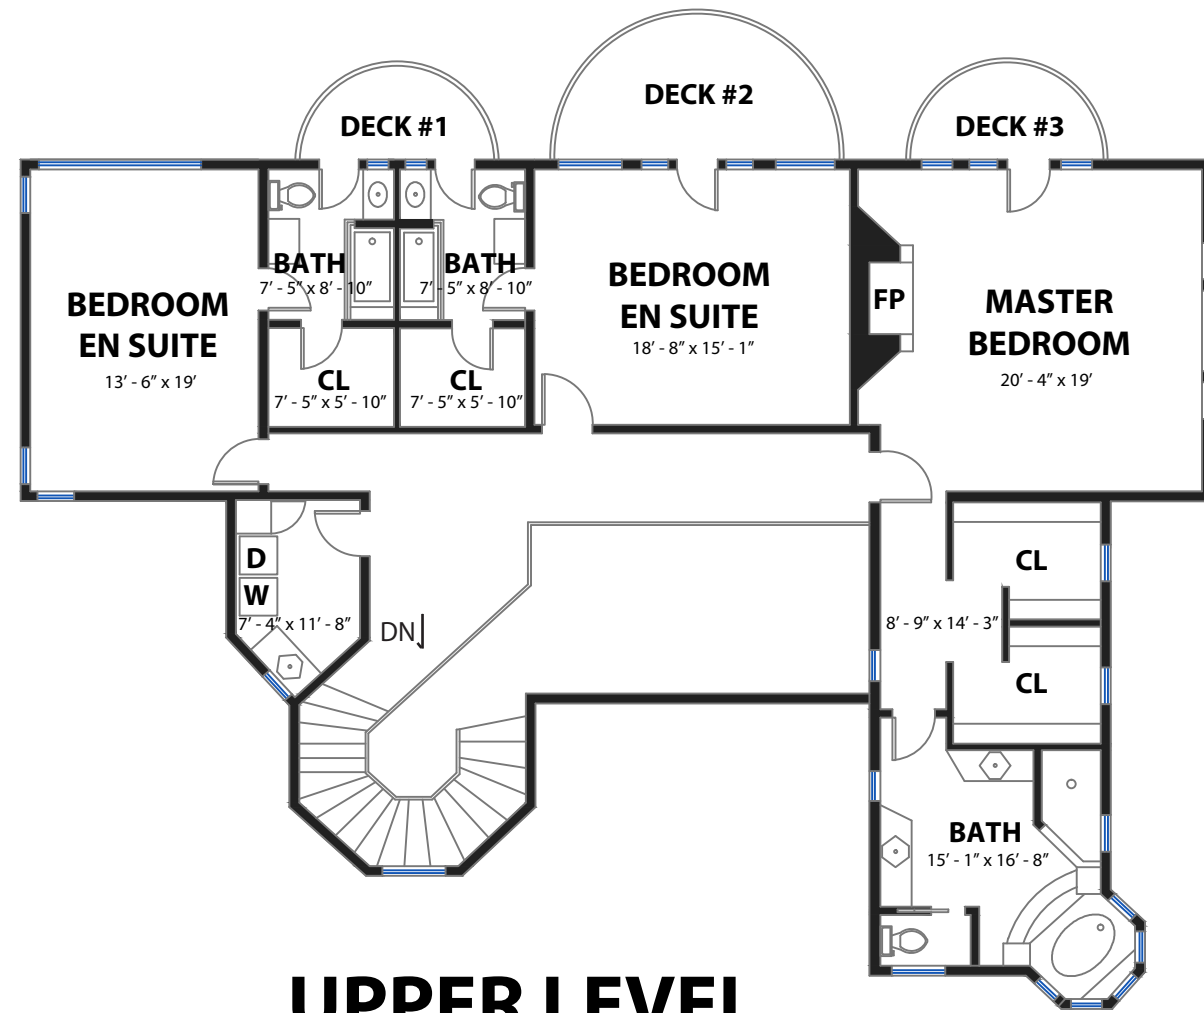 DECK #1
DECK #2
DECK #3
BEDROOM
EN SUITE
13' - 6" x 19'
BATH
7' - 5" x 8' - 10"
BATH
7' - 5" x 8' - 10"
CL
7' - 5" x 5' - 10"
CL
7' - 5" x 5' - 10"
BEDROOM
EN SUITE
18' - 8" x 15' - 1"
FP
MASTER
BEDROOM
20' - 4" x 19'
D
W
7' - 4" x 11' - 8"
DN
CL
8' - 9" x 14' - 3"
CL
BATH
15' - 1" x 16' - 8"
UPPER LEVEL